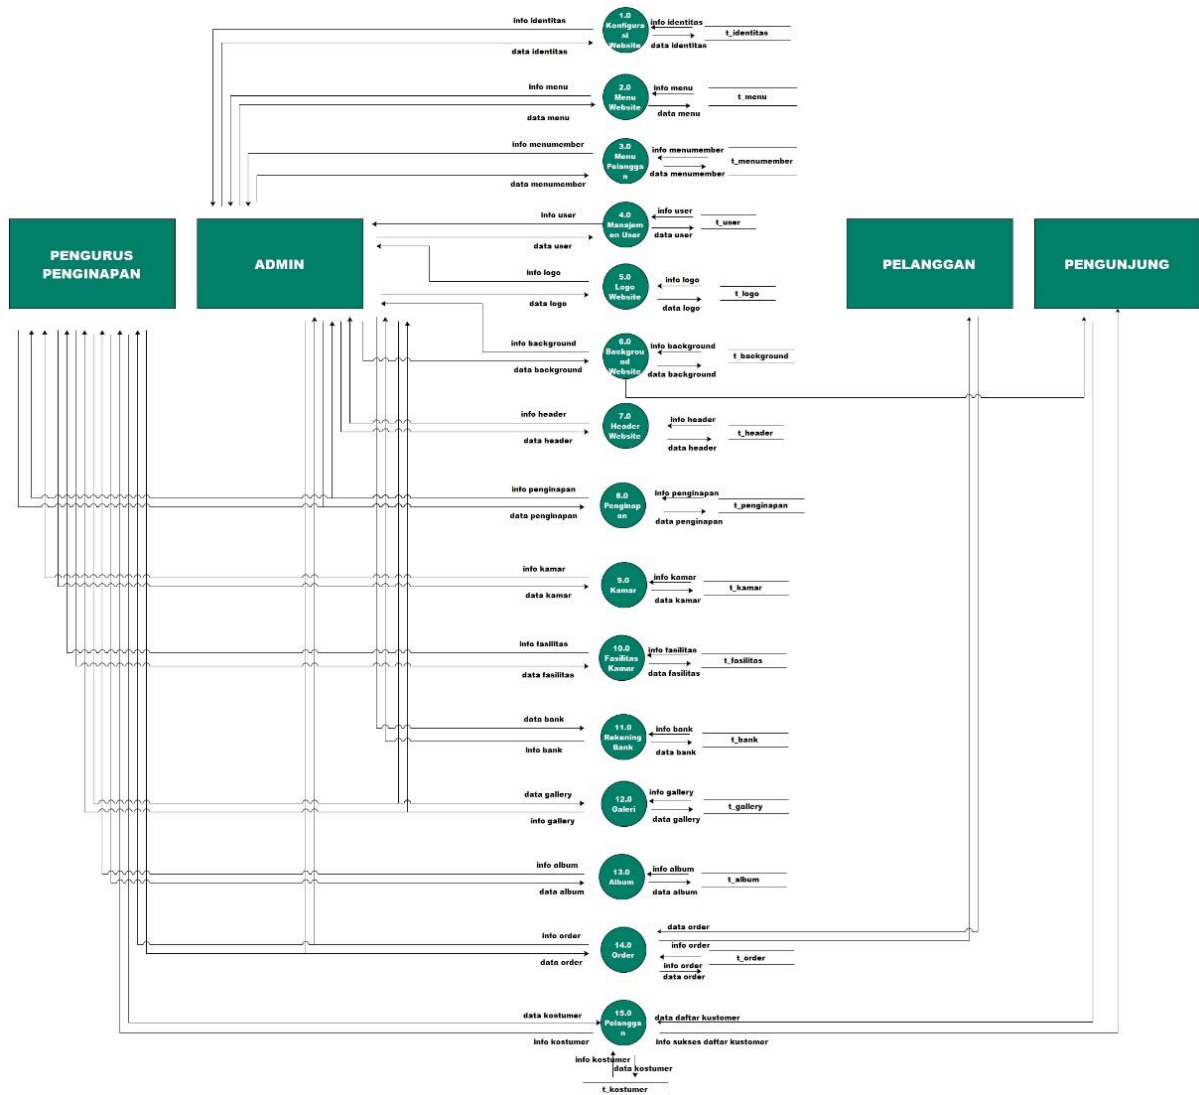 info identitas
data identitas
1.0
Konfigura
si
Website
info identitas
data identitas
t_identitas
info menu
data menu
2.0
Menu
Website
info menu
data menu
t_menu
info menumember
data menumember
3.0
Menu
Pelangga
n
info menumember
data menumember
t_menumember
PENGURUS
PENGINAPAN
ADMIN
info user
data user
4.0
Manajem
en User
info user
data user
t_user
PELANGGAN
PENGUNJUNG
info logo
data logo
5.0
Logo
Website
info logo
data logo
t_logo
info background
data background
6.0
Backgrou
nd
Website
info background
data background
t_background
info header
data header
7.0
Header
Website
info header
data header
t_header
info penginapan
data penginapan
8.0
Penginap
an
info penginapan
data penginapan
t_penginapan
info kamar
data kamar
9.0
Kamar
info kamar
data kamar
t_kamar
info fasilitas
data fasilitas
10.0
Fasilitas
Kamar
info fasilitas
data fasilitas
t_fasilitas
data bank
info bank
11.0
Rekening
Bank
info bank
data bank
t_bank
data gallery
info gallery
12.0
Galeri
info gallery
data gallery
t_gallery
info album
data album
13.0
Album
info album
data album
t_album
info order
data order
14.0
Order
data order
info order
info order
data order
t_order
data kostumer
info kostumer
15.0
Pelangga
n
data daftar kustomer
info sukses daftar kustomer
info kostumer
data kostumer
t_kostumer